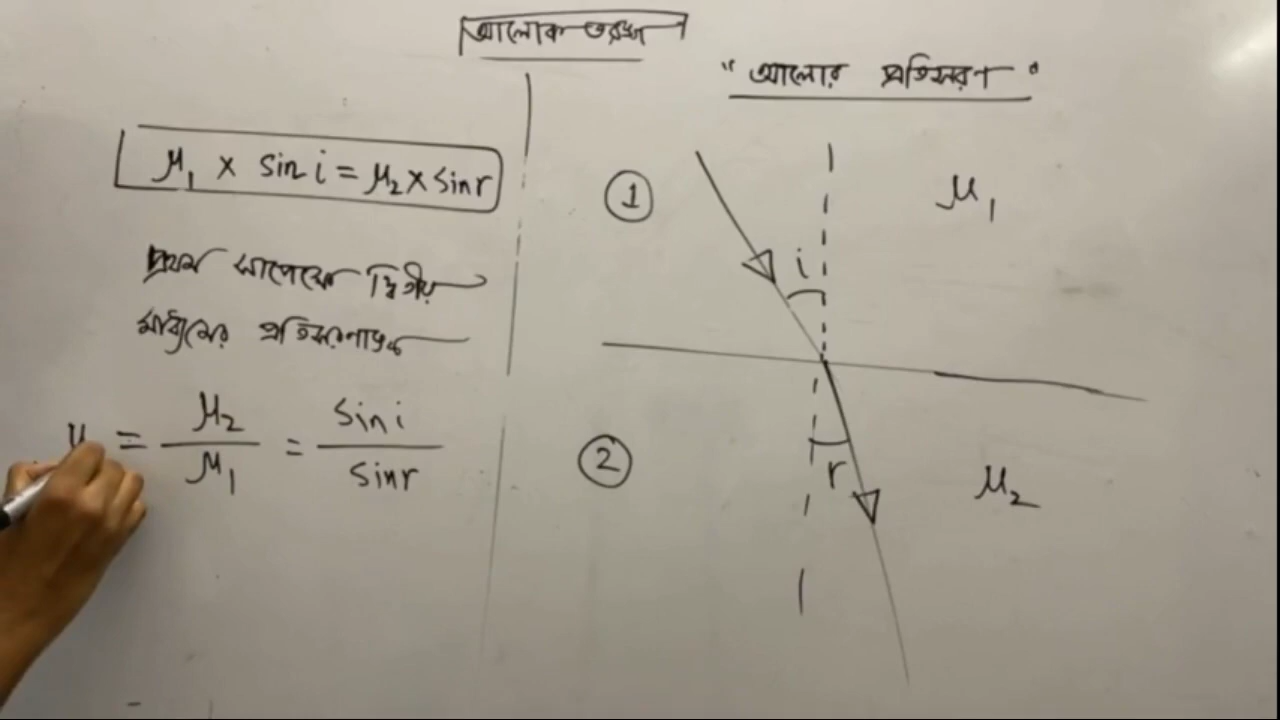 আলোক তরঙ্গ
"আলোর প্রতিসরণ"
μ₁ × sin i = μ₂ × sin r
প্রথম সাপেক্ষে দ্বিতীয়
মাধ্যমের প্রতিসরণাঙ্ক
= μ₂/μ₁ = sin i/sin r
1
μ₁
i
2
r
μ₂